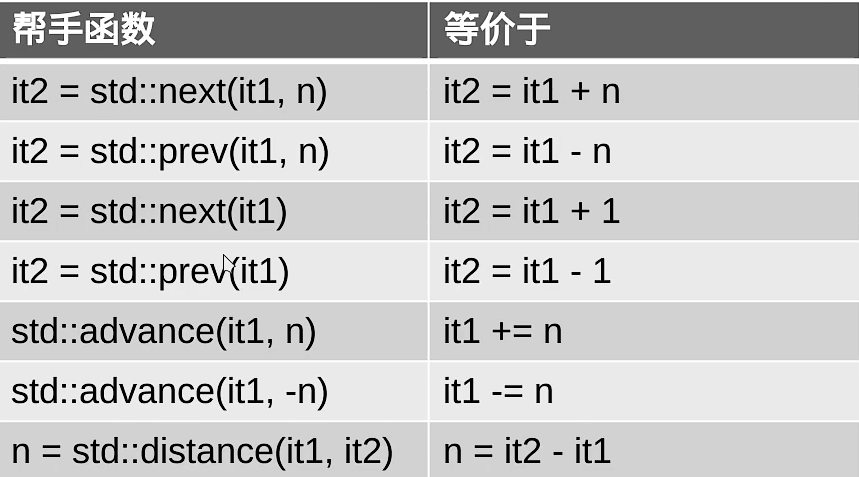 帮手函数 等价于
it2 = std::next(it1, n) it2 = it1 + n
it2 = std::prev(it1, n) it2 = it1 - n
it2 = std::next(it1) it2 = it1 + 1
it2 = std::prev(it1) it2 = it1 - 1
std::advance(it1, n) it1 += n
std::advance(it1, -n) it1 -= n
n = std::distance(it1, it2) n = it2 - it1